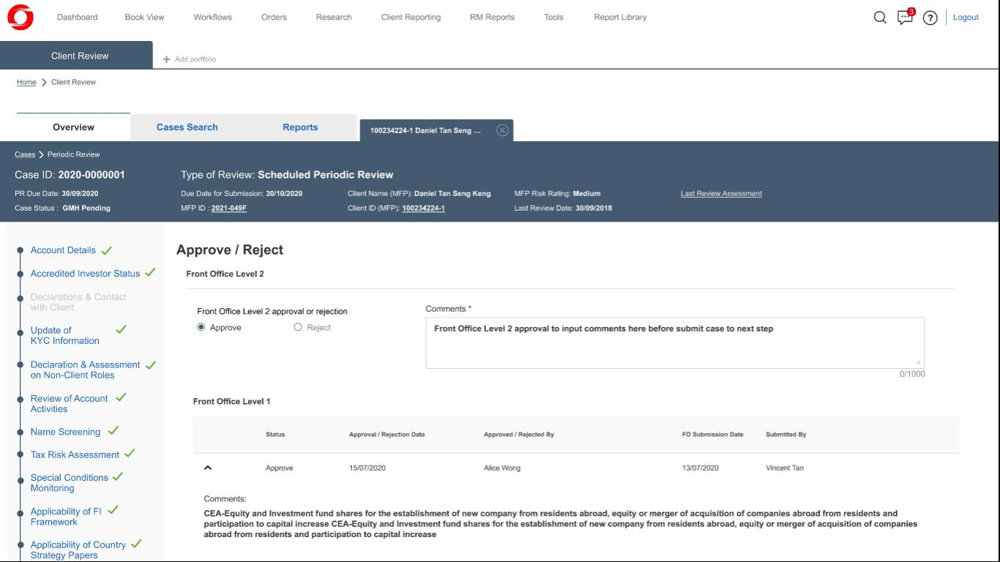 Dashboard Book View Workflows Orders Research Client Reporting RM Reports Tools Report Library 3 ? Logout
Client Review + Add portfolio
Home > Client Review
Overview Cases Search Reports 100234224-1 Daniel Tan Seng ...
Cases > Periodic Review
Case ID: 2020-0000001 Type of Review: Scheduled Periodic Review
PR Due Date: 30/09/2020 Due Date for Submission: 30/10/2020 Client Name (MFP): Daniel Tan Seng Keng MFP Risk Rating: Medium Last Review Assessment
Case Status : GMH Pending MFP ID : 2021-049F Client ID (MFP): 100234224-1 Last Review Date: 30/09/2018
Account Details
Accredited Investor Status
Declarations & Contact
with Client
Update of
KYC Information
Declaration & Assessment
on Non-Client Roles
Review of Account
Activities
Name Screening
Tax Risk Assessment
Special Conditions
Monitoring
Applicability of FI
Framework
Applicability of Country
Strategy Papers
Approve / Reject
Front Office Level 2
Front Office Level 2 approval or rejection
Approve Reject
Comments *
Front Office Level 2 approval to input comments here before submit case to next step
0/1000
Front Office Level 1
Status Approval / Rejection Date Approved / Rejected By FO Submission Date Submitted By
Approve 15/07/2020 Alice Wong 13/07/2020 Vincent Tan
Comments:
CEA-Equity and Investment fund shares for the establishment of new company from residents abroad, equity or merger of acquisition of companies abroad from residents and
participation to capital increase CEA-Equity and Investment fund shares for the establishment of new company from residents abroad, equity or merger of acquisition of companies
abroad from residents and participation to capital increase